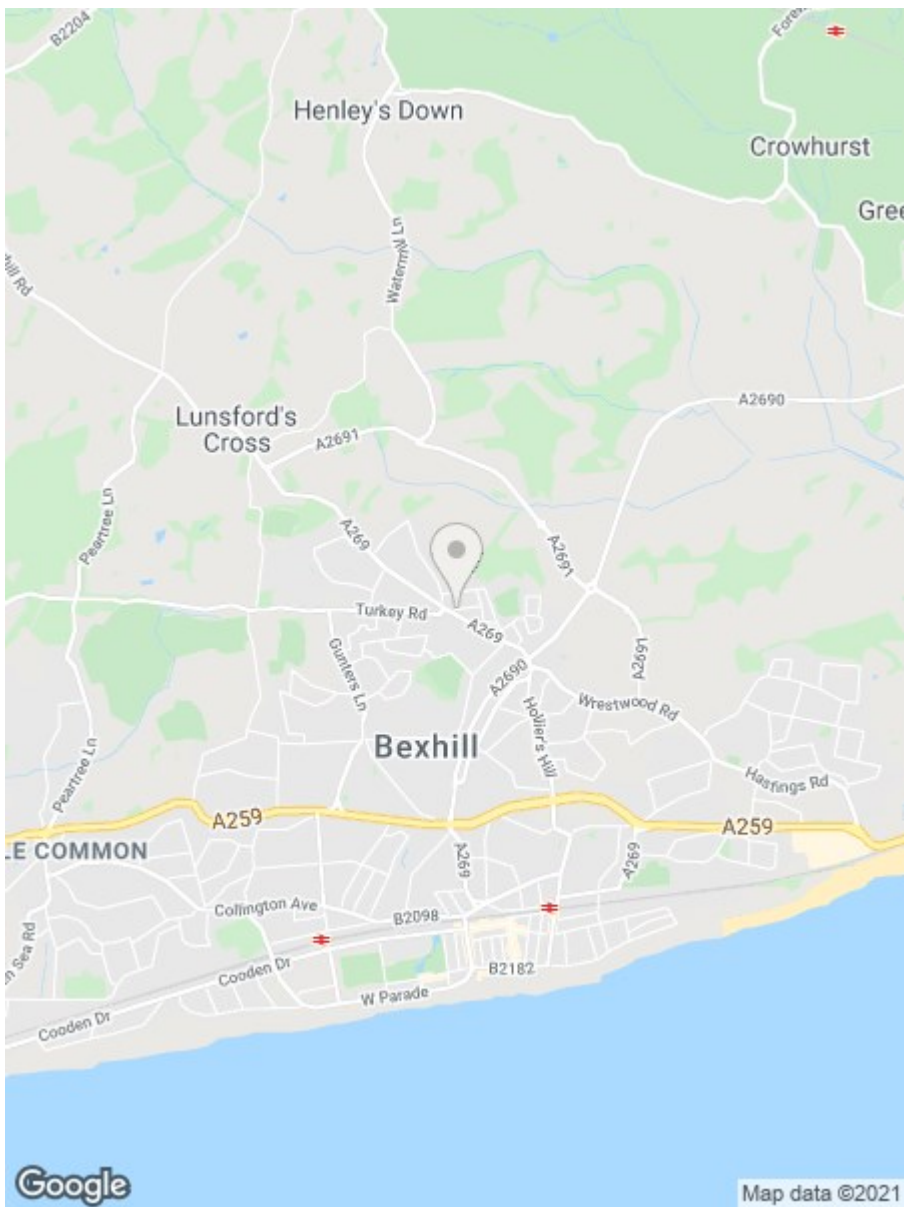 B2204
Forew
Henley's Down
Crowhurst
Gree
Watermill Ln
hill Rd
A2690
Lunsford's
Cross
A2691
Peartree Ln
A269
A2691
Turkey Rd
A269
A2691
Gunters Ln
A2690
Hollier's Hill
Wrestwood Rd
Bexhill
Peartree Ln
Hastings Rd
A259
A259
LE COMMON
A269
A269
Collington Ave
B2098
n Sea Rd
Cooden Dr
B2182
W Parade
Cooden Dr
Google
Map data ©2021